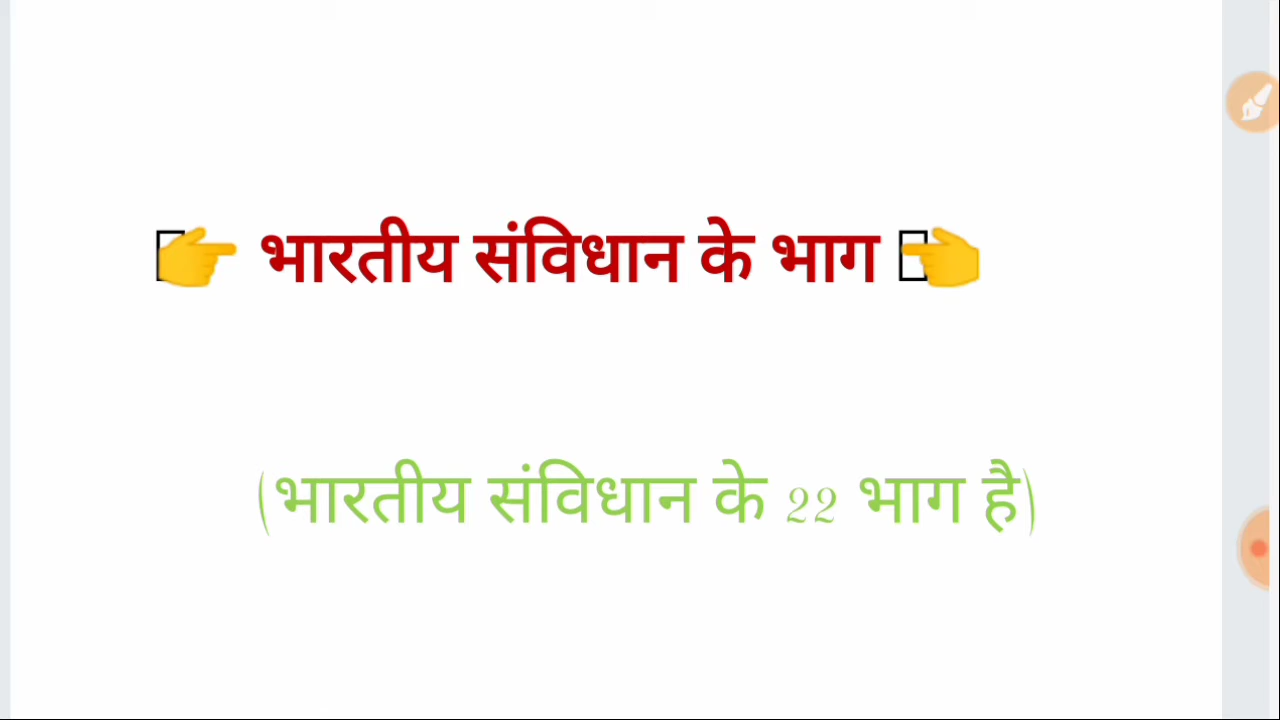 👉 भारतीय संविधान के भाग 👈
(भारतीय संविधान के 22 भाग है)